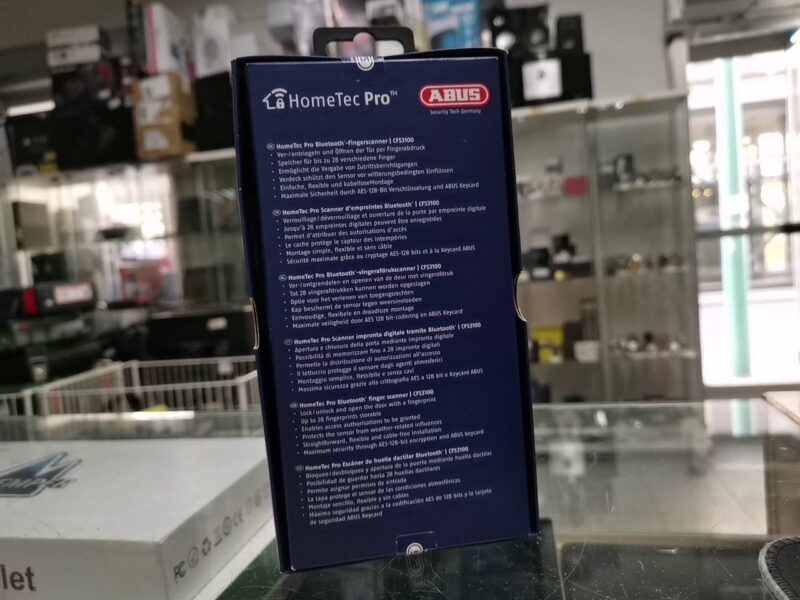 HomeTec Pro™
ABUS
Security Tech Germany
HomeTec Pro Bluetooth®-Fingerscanner | CFS3100
• Ver-/entriegeln und Öffnen der Tür per Fingerabdruck
• Speicher für bis zu 28 verschiedene Finger
• Ermöglicht die Vergabe von Zutrittsberechtigungen
• Verdeck schützt den Sensor vor witterungsbedingten Einflüssen
• Einfache, flexible und kabelloseMontage
• Maximale Sicherheit durch AES-128-Bit Verschlüsselung und ABUS Keycard
HomeTec Pro Scanner d'empreintes Bluetooth® | CFS3100
• Verrouillage/déverrouillage et ouverture de la porte par empreinte digitale
• Jusqu'à 28 empreintes digitales peuvent être enregistrées
• Permet d'attribuer des autorisations d'accès
• Le cache protège le capteur des intempéries
• Montage simple, flexible et sans câble
• Sécurité maximale grâce au cryptage AES-128 bits et à la Keycard ABUS
HomeTec Pro Bluetooth®-vingerafdrukscanner | CFS3100
• Ver-/ontgrendelen en openen van de deur met vingerafdruk
• Tot 28 vingerafdrukken kunnen worden opgeslagen
• Optie voor het verlenen van toegangsrechten
• Kap beschermt de sensor tegen weersinvloeden
• Eenvoudige, flexibele en draadloze montage
• Maximale veiligheid door AES 128 bit-codering en ABUS Keycard
HomeTec Pro Scanner impronta digitale tramite Bluetooth® | CFS3100
• Apertura e chiusura della porta mediante impronta digitale
• Possibilità di memorizzare fino a 28 impronte digitali
• Permette la distribuzione di autorizzazioni all'accesso
• Il tettuccio protegge il sensore dagli agenti atmosferici
• Montaggio semplice, flessibile e senza cavi
• Massima sicurezza grazie alla crittografia AES a 128 bit e Keycard ABUS
HomeTec Pro Bluetooth® finger scanner | CFS3100
• Lock/unlock and open the door with a fingerprint
• Up to 28 fingerprints storable
• Enables access authorisations to be granted
• Protects the sensor from weather-related influences
• Straightforward, flexible and cable-free installation
• Maximum security through AES-128-bit encryption and ABUS keycard
HomeTec Pro Escáner de huella dactilar Bluetooth® | CFS3100
• Bloqueo/desbloqueo y apertura de la puerta mediante huella dactilar
• Posibilidad de guardar hasta 28 huellas dactilares
• Permite asignar permisos de entrada
• La tapa protege el sensor de las condiciones atmosféricas
• Montaje sencillo, flexible y sin cables
• Máxima seguridad gracias a la codificación AES de 128 bits y la tarjeta
de seguridad ABUS Keycard
FC CE
let